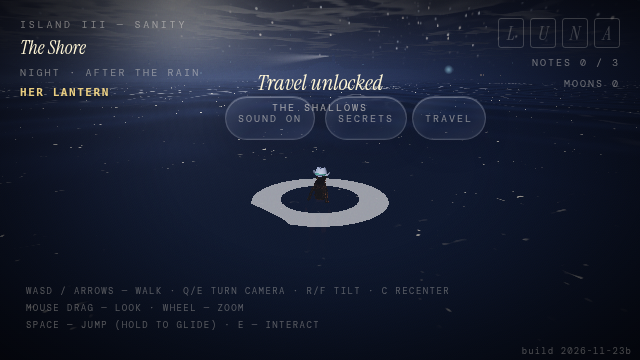 ISLAND III — SANITY
The Shore
NIGHT · AFTER THE RAIN
HER LANTERN
L U N A
NOTES 0 / 3
MOONS 0
Travel unlocked
THE SHALLOWS
SOUND ON
SECRETS
TRAVEL
WASD / ARROWS — WALK · Q/E TURN CAMERA · R/F TILT · C RECENTER
MOUSE DRAG — LOOK · WHEEL — ZOOM
SPACE — JUMP (HOLD TO GLIDE) · E — INTERACT
build 2026-11-23b